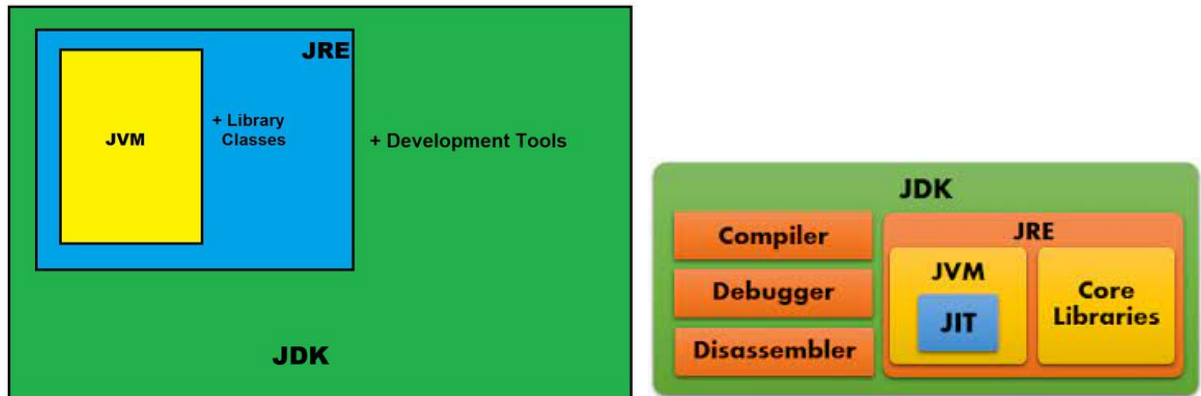 JRE
JVM
+ Library
Classes
+ Development Tools
JDK
JDK
Compiler
Debugger
Disassembler
JRE
JVM
JIT
Core
Libraries